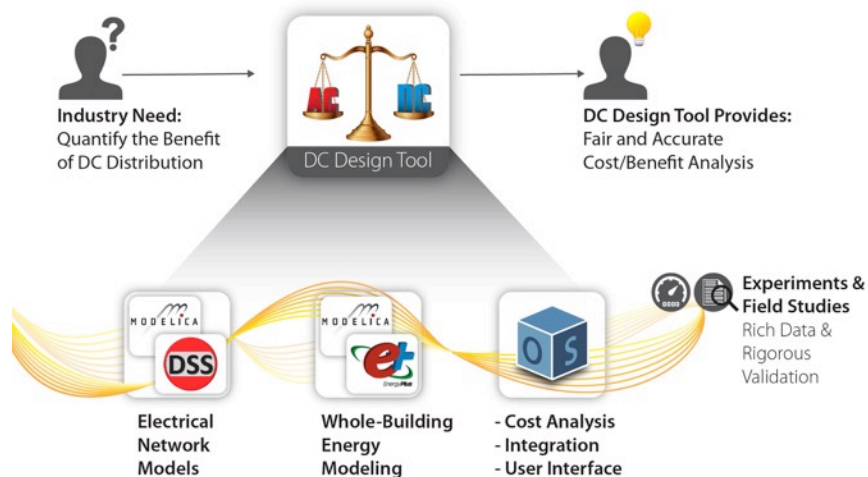 ?
Industry Need:
Quantify the Benefit
of DC Distribution
AC
DC
DC Design Tool
DC Design Tool Provides:
Fair and Accurate
Cost/Benefit Analysis
MODELICA
DSS
Electrical
Network
Models
MODELICA
e+
EnergyPlus
Whole-Building
Energy
Modeling
O S
- Cost Analysis
- Integration
- User Interface
Experiments &
Field Studies
Rich Data &
Rigorous
Validation